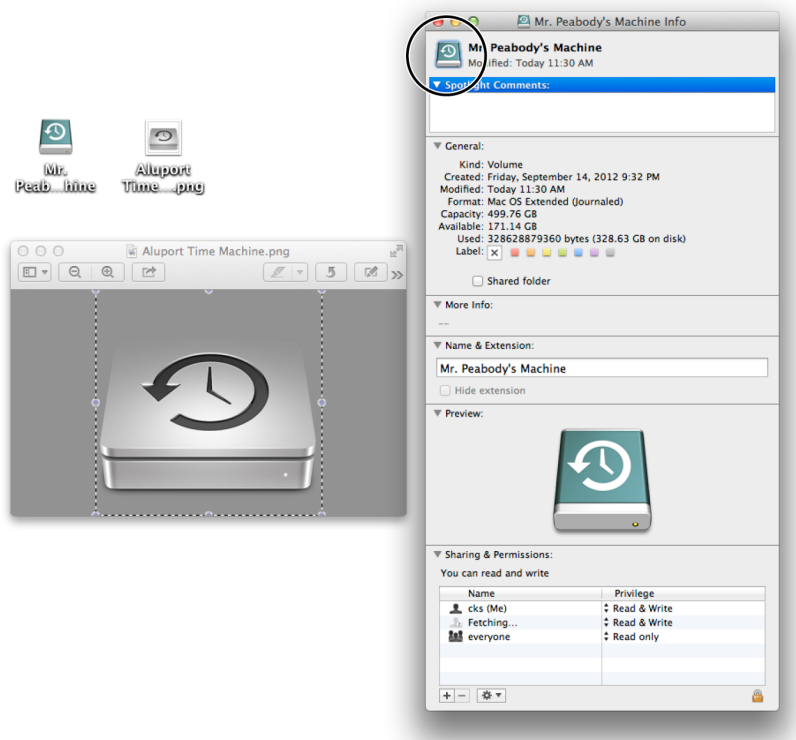 Mr. Peabody's Machine Info
Mr. Peabody's Machine
Modified: Today 11:30 AM
Spotlight Comments:
Mr.
Peab...hine
Aluport
Time ....png
Aluport Time Machine.png
General:
Kind: Volume
Created: Friday, September 14, 2012 9:32 PM
Modified: Today 11:30 AM
Format: Mac OS Extended (Journaled)
Capacity: 499.76 GB
Available: 171.14 GB
Used: 328628879360 bytes (328.63 GB on disk)
Label:
Shared folder
More Info:
--
Name & Extension:
Mr. Peabody's Machine
Hide extension
Preview:
Sharing & Permissions:
You can read and write
Name Privilege
cks (Me) Read & Write
Fetching... Read & Write
everyone Read only